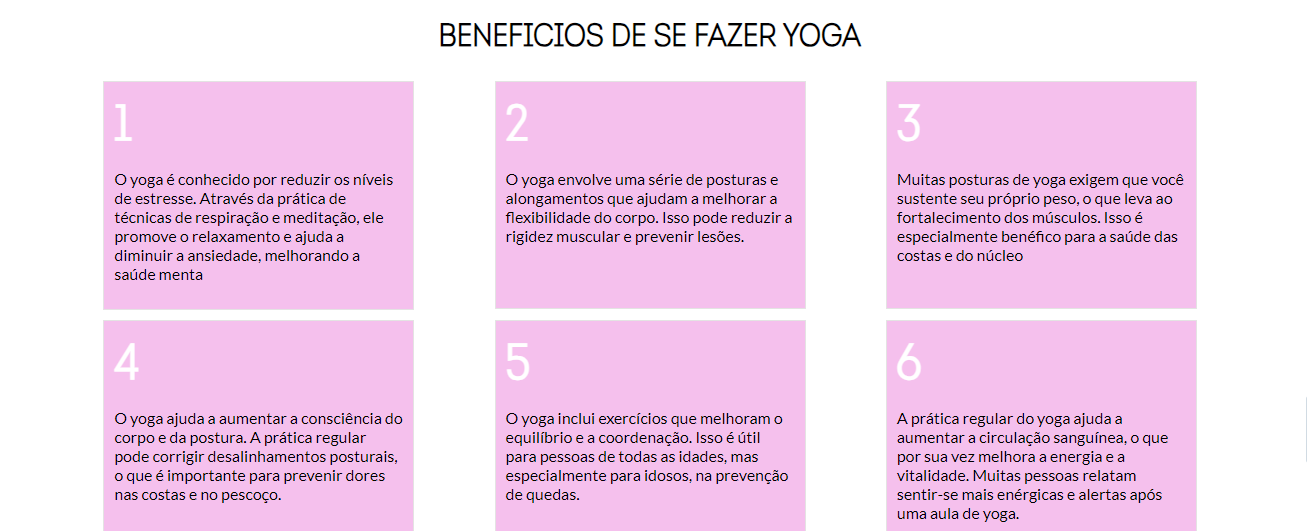 BENEFICIOS DE SE FAZER YOGA
1
O yoga é conhecido por reduzir os níveis
de estresse. Através da prática de
técnicas de respiração e meditação, ele
promove o relaxamento e ajuda a
diminuir a ansiedade, melhorando a
saúde menta
2
O yoga envolve uma série de posturas e
alongamentos que ajudam a melhorar a
flexibilidade do corpo. Isso pode reduzir a
rigidez muscular e prevenir lesões.
3
Muitas posturas de yoga exigem que você
sustente seu próprio peso, o que leva ao
fortalecimento dos músculos. Isso é
especialmente benéfico para a saúde das
costas e do núcleo
4
O yoga ajuda a aumentar a consciência do
corpo e da postura. A prática regular
pode corrigir desalinhamentos posturais,
o que é importante para prevenir dores
nas costas e no pescoço.
5
O yoga inclui exercícios que melhoram o
equilíbrio e a coordenação. Isso é útil
para pessoas de todas as idades, mas
especialmente para idosos, na prevenção
de quedas.
6
A prática regular do yoga ajuda a
aumentar a circulação sanguínea, o que
por sua vez melhora a energia e a
vitalidade. Muitas pessoas relatam
sentir-se mais enérgicas e alertas após
uma aula de yoga.